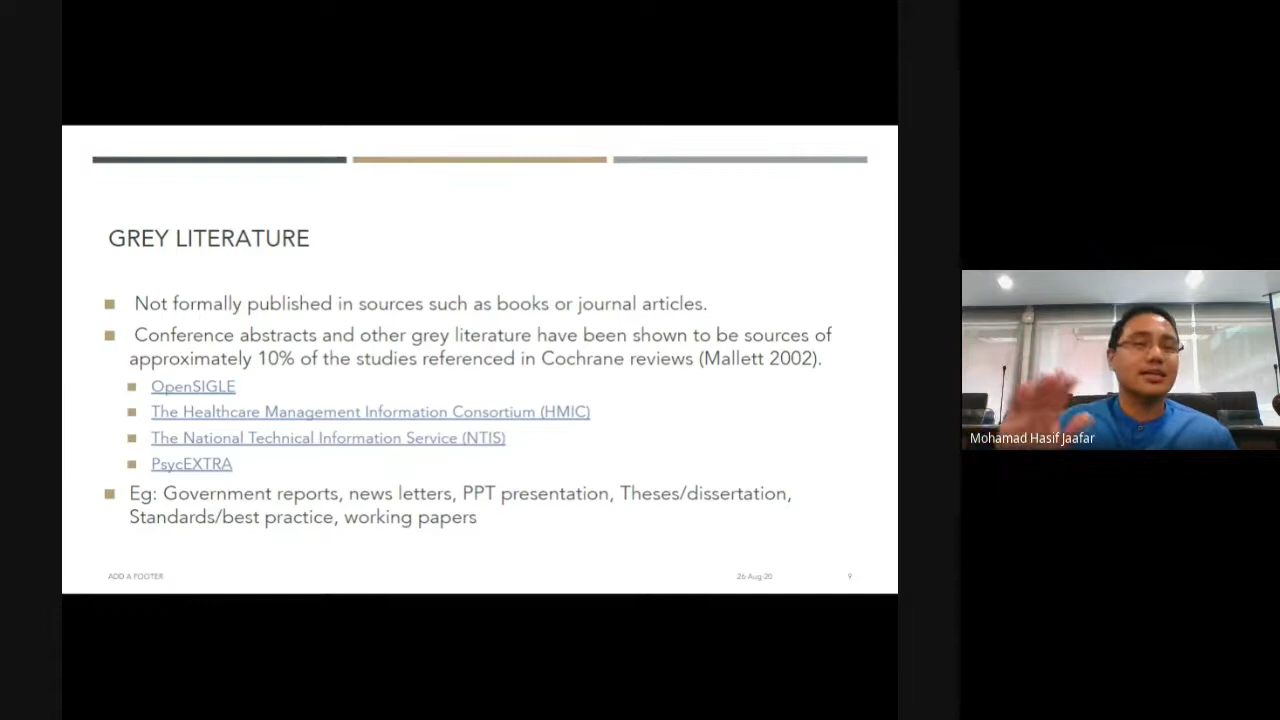 GREY LITERATURE
Not formally published in sources such as books or journal articles.
Conference abstracts and other grey literature have been shown to be sources of
approximately 10% of the studies referenced in Cochrane reviews (Mallett 2002).
OpenSIGLE
The Healthcare Management Information Consortium (HMIC)
The National Technical Information Service (NTIS)
PsycEXTRA
Eg: Government reports, news letters, PPT presentation, Theses/dissertation,
Standards/best practice, working papers
ADD A FOOTER
26-Aug-20
9
Mohamad Hasif Jaafar